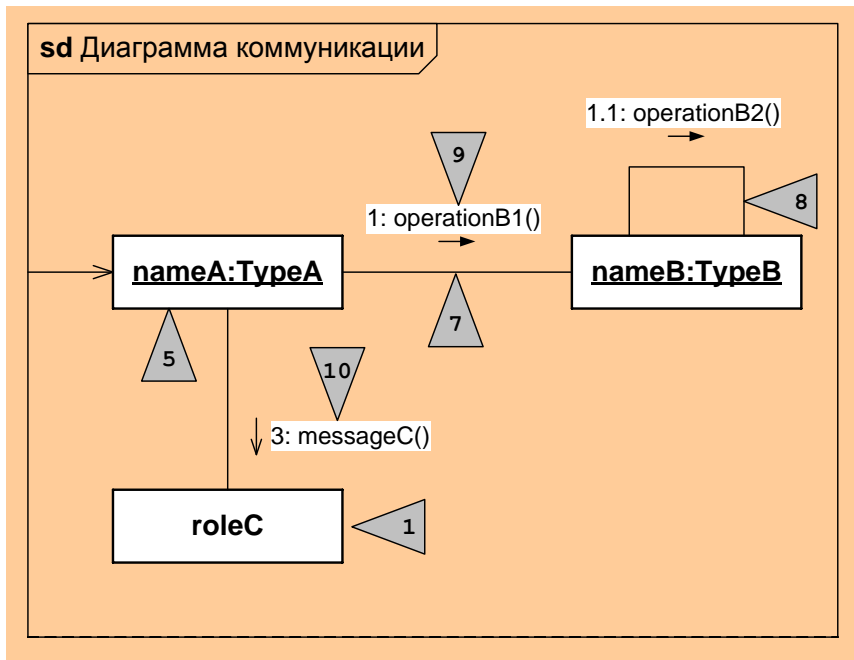 sd Диаграмма коммуникации
1.1: operationB2()
9
1: operationB1()
8
nameA:TypeA
nameB:TypeB
7
5
10
3: messageC()
roleC
1